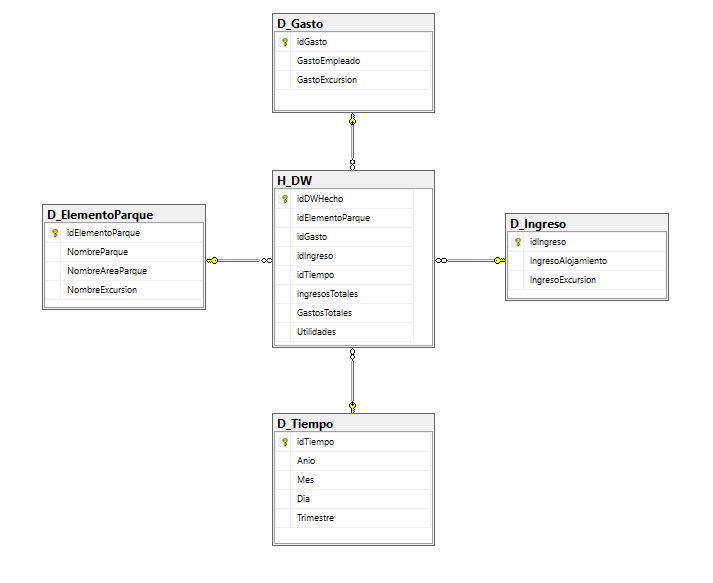 D_Gasto
idGasto
GastoEmpleado
GastoExcursion
H_DW
idDWHecho
idElementoParque
idGasto
idIngreso
idTiempo
IngresosTotales
GastosTotales
Utilidades
D_ElementoParque
idElementoParque
NombreParque
NombreAreaParque
NombreExcursion
D_Ingreso
idIngreso
IngresoAlojamiento
IngresoExcursion
D_Tiempo
idTiempo
Anio
Mes
Dia
Trimestre